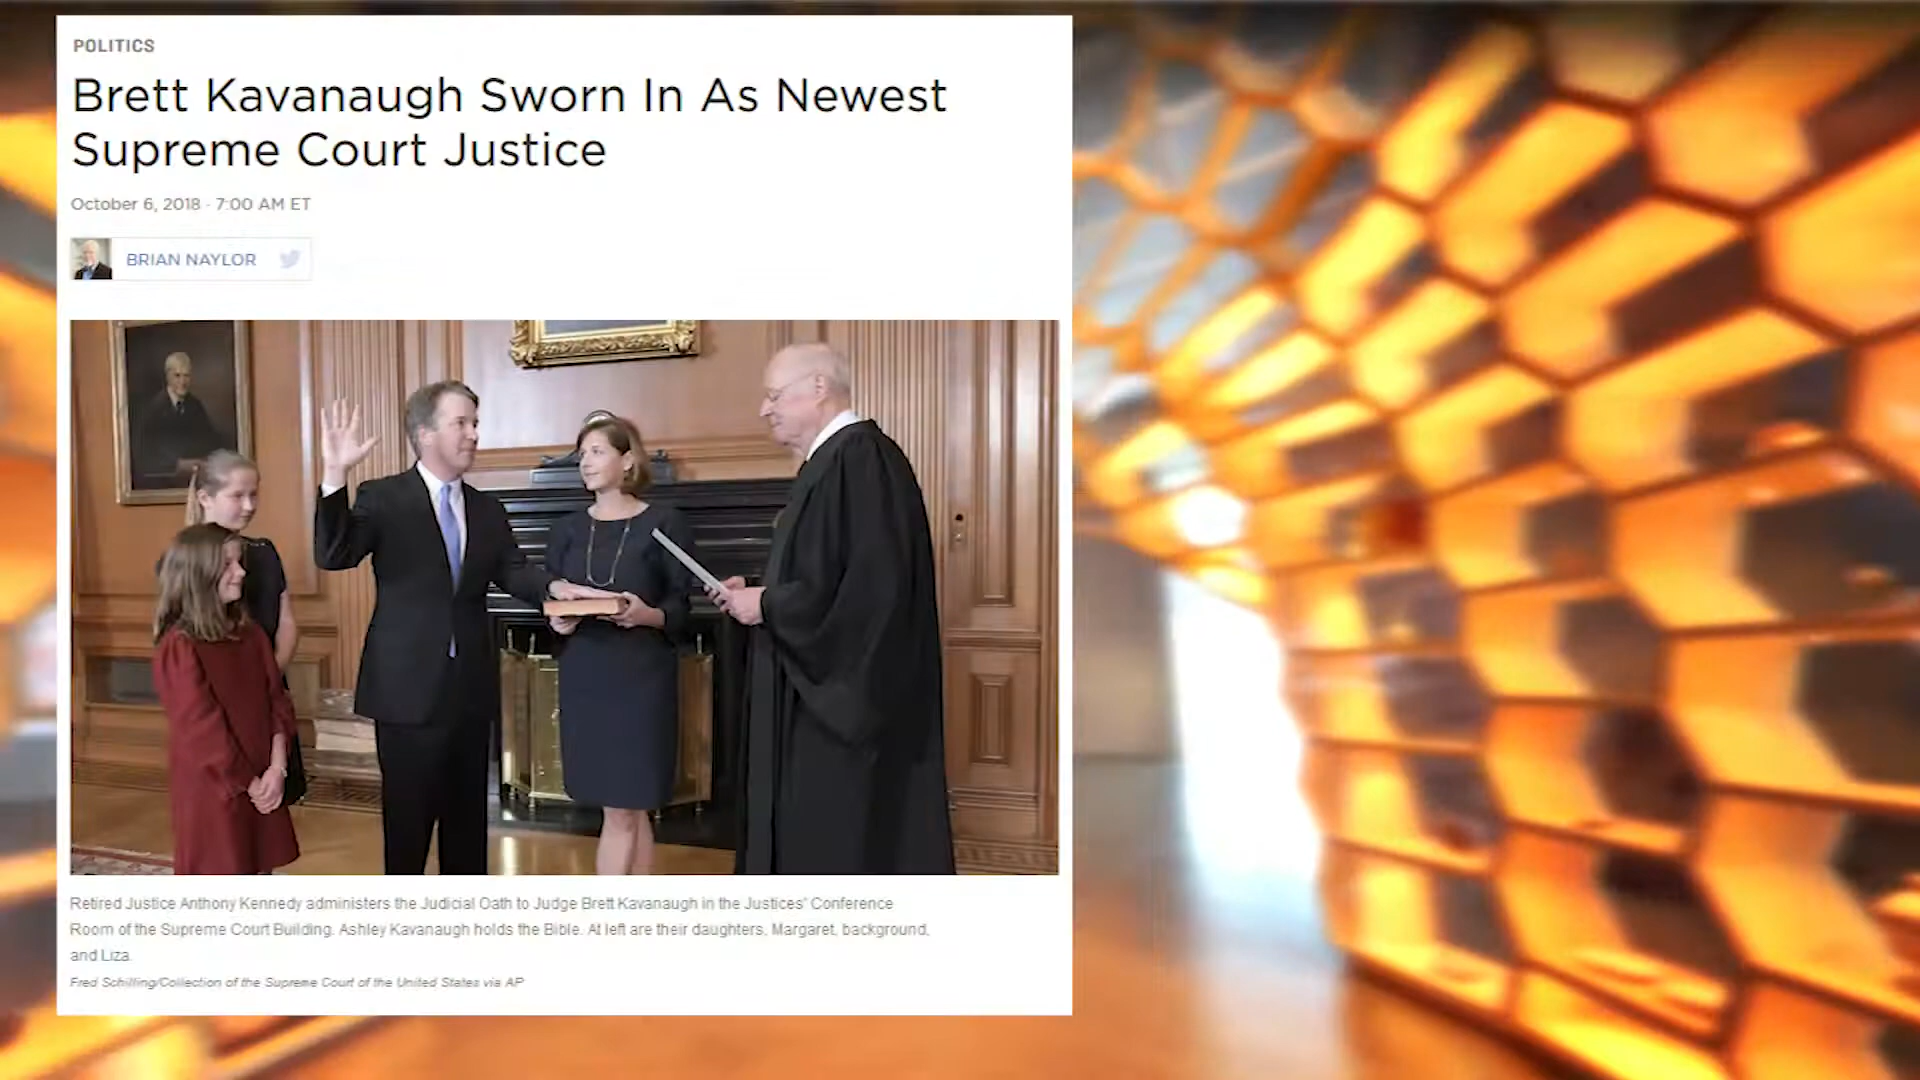 POLITICS
Brett Kavanaugh Sworn In As Newest
Supreme Court Justice
October 6, 2018 · 7:00 AM ET
BRIAN NAYLOR
Retired Justice Anthony Kennedy administers the Judicial Oath to Judge Brett Kavanaugh in the Justices' Conference
Room of the Supreme Court Building. Ashley Kavanaugh holds the Bible. At left are their daughters, Margaret, background,
and Liza.
Fred Schilling/Collection of the Supreme Court of the United States via AP